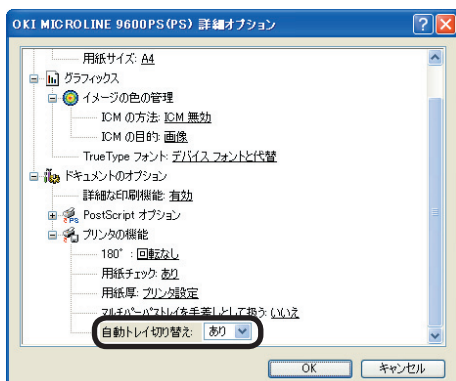 OKI MICROLINE 9600PS(PS) 詳細オプション
用紙サイズ: A4
グラフィックス
イメージの色の管理
ICM の方法: ICM 無効
ICM の目的: 画像
TrueType フォント: デバイス フォントと代替
ドキュメントのオプション
詳細な印刷機能: 有効
PostScript オプション
プリンタの機能
180° : 回転なし
用紙チェック: あり
用紙厚: プリンタ設定
マルチパーパストレイを手差しとして扱う: いいえ
自動トレイ切り替え: あり
OK キャンセル